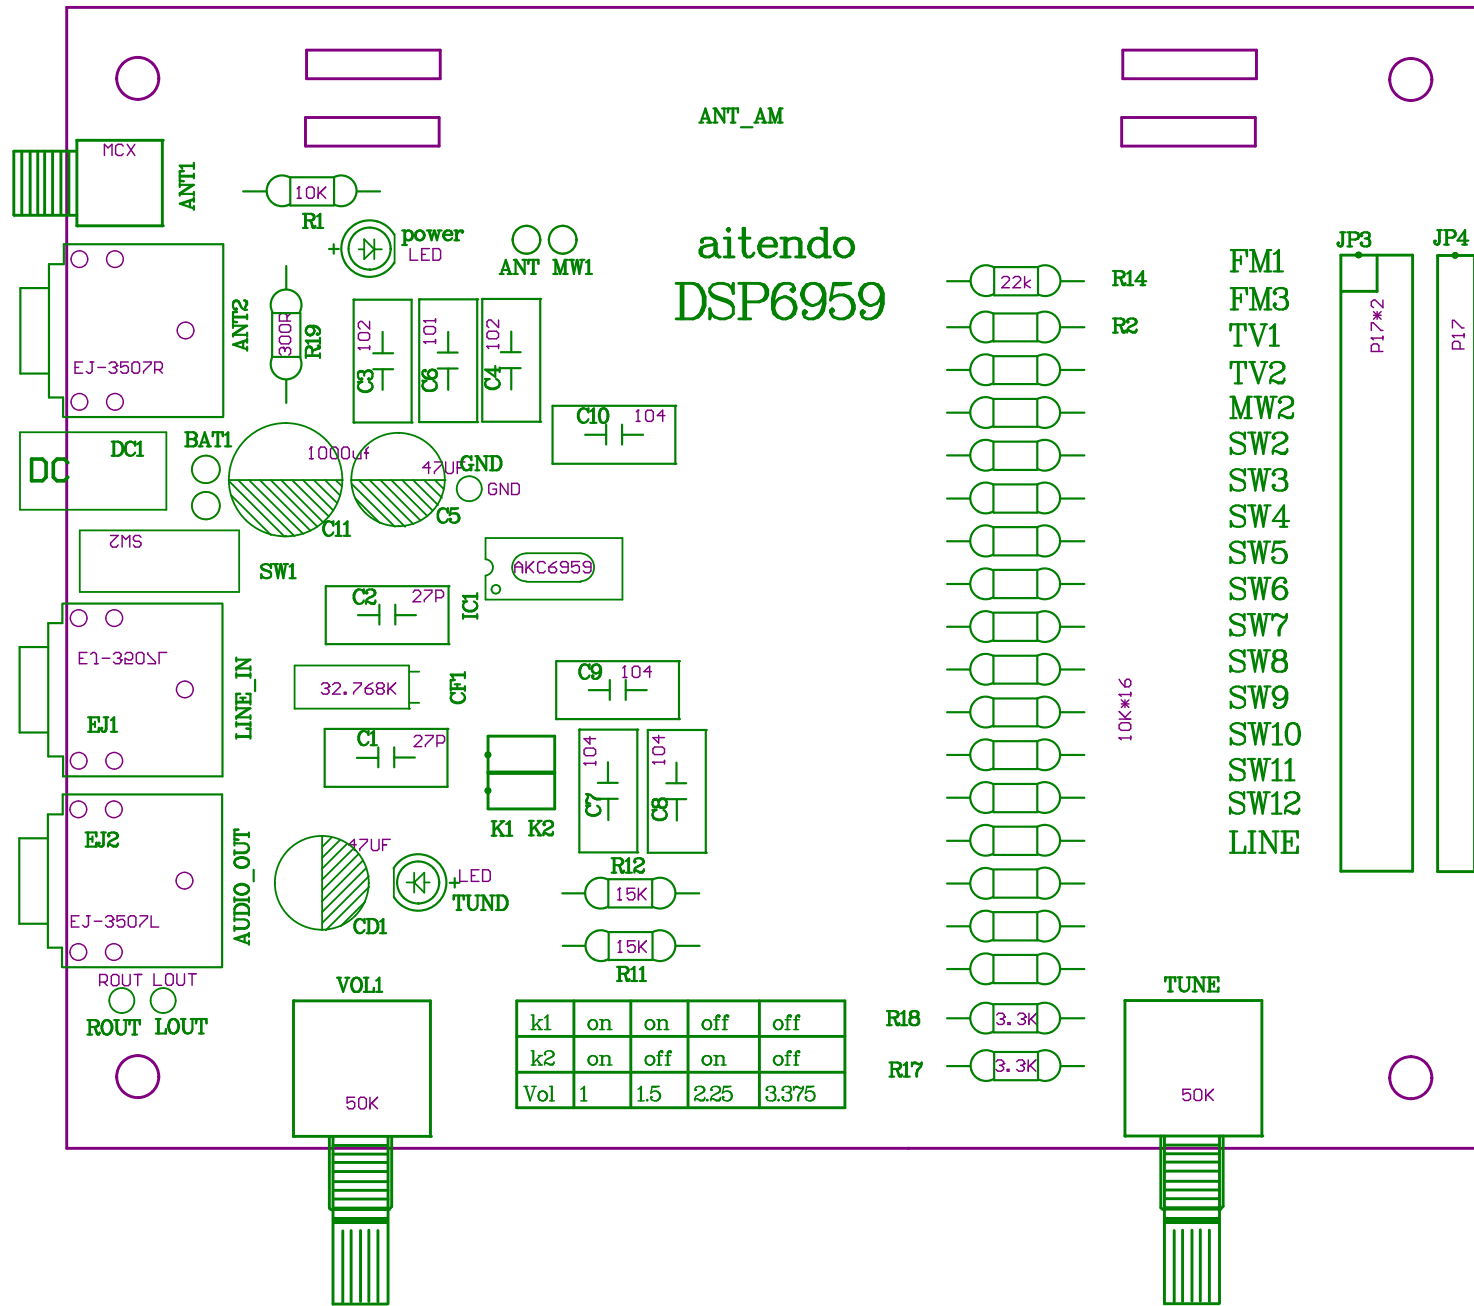 ANT_AM
MCX
ANT1
10K
R1
power
LED
ANT MW1
aitendo
DSP6959
JP3
JP4
FM1
FM3
TV1
TV2
MW2
SW2
SW3
SW4
SW5
SW6
SW7
SW8
SW9
SW10
SW11
SW12
LINE
P17*2
P17
22k
R14
R2
10K*16
ANT2
EJ-3507R
300R
R19
102
C3
101
C6
102
C4
C10
104
DC
DC1
BAT1
1000uf
C11
47UF
C5
GND
GND
SW1
AKC6959
IC1
C2
27P
LINE_IN
EJ1
32.768K
CF1
C9
104
C1
27P
104
C7
104
C8
K1 K2
EJ2
AUDIO_OUT
EJ-3507L
47UF
CD1
LED
TUND
R12
15K
15K
R11
ROUT LOUT
ROUT LOUT
VOL1
50K
k1 on on off off
k2 on off on off
Vol 1 1.5 2.25 3.375
R18
3.3K
R17
3.3K
TUNE
50K